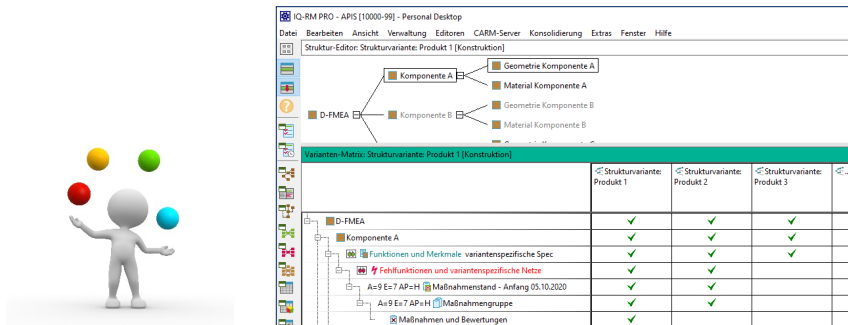 IQ-RM PRO - APIS [10000-99] - Personal Desktop
Datei Bearbeiten Ansicht Verwaltung Editoren CARM-Server Konsolidierung Extras Fenster Hilfe
Struktur-Editor: Strukturvariante: Produkt 1 [Konstruktion]
Geometrie Komponente A
Komponente A
Material Komponente A
Geometrie Komponente B
D-FMEA
Komponente B
Material Komponente B
Varianten-Matrix: Strukturvariante: Produkt 1 [Konstruktion]
Strukturvariante: Strukturvariante: Strukturvariante:
Produkt 1 Produkt 2 Produkt 3
D-FMEA
Komponente A
Funktionen und Merkmale variantenspezifische Spec
Fehlfunktionen und variantenspezifische Netze
A=9 E=7 AP=H Maßnahmenstand - Anfang 05.10.2020
A=9 E=7 AP=H Maßnahmengruppe
Maßnahmen und Bewertungen